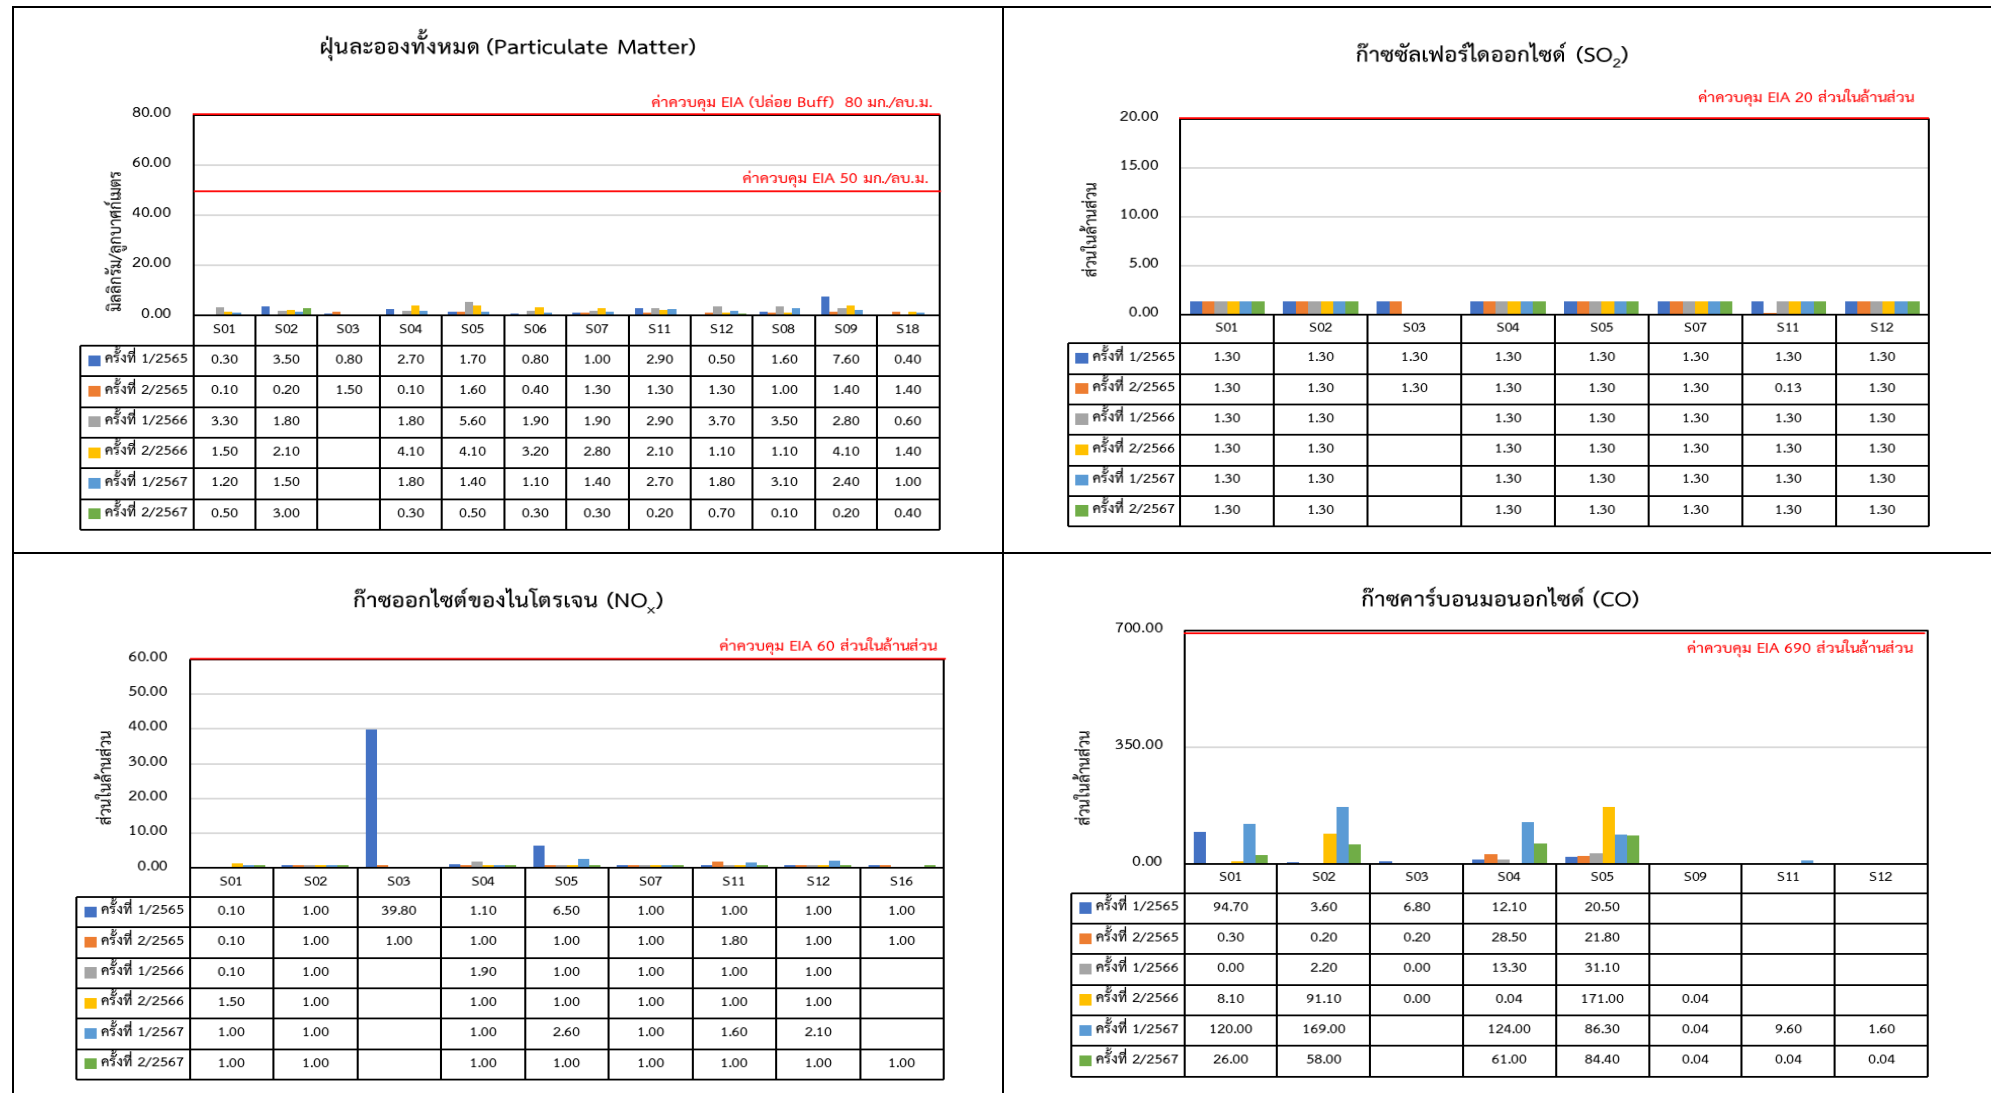 ฝุ่นละอองทั้งหมด (Particulate Matter)
ค่าควบคุม EIA (ปล่อย Buff) 80 มก./ลบ.ม.
ค่าควบคุม EIA 50 มก./ลบ.ม.
มิลลิกรัม/ลูกบาศก์เมตร
80.00
60.00
40.00
20.00
0.00
S01 S02 S03 S04 S05 S06 S07 S11 S12 S08 S09 S18
ครั้งที่ 1/2565 0.30 3.50 0.80 2.70 1.70 0.80 1.00 2.90 0.50 1.60 7.60 0.40
ครั้งที่ 2/2565 0.10 0.20 1.50 0.10 1.60 0.40 1.30 1.30 1.30 1.00 1.40 1.40
ครั้งที่ 1/2566 3.30 1.80 1.80 5.60 1.90 1.90 2.90 3.70 3.50 2.80 0.60
ครั้งที่ 2/2566 1.50 2.10 4.10 4.10 3.20 2.80 2.10 1.10 1.10 4.10 1.40
ครั้งที่ 1/2567 1.20 1.50 1.80 1.40 1.10 1.40 2.70 1.80 3.10 2.40 1.00
ครั้งที่ 2/2567 0.50 3.00 0.30 0.50 0.30 0.30 0.20 0.70 0.10 0.20 0.40
ก๊าซซัลเฟอร์ไดออกไซด์ (SO2)
ค่าควบคุม EIA 20 ส่วนในล้านส่วน
ส่วนในล้านส่วน
20.00
15.00
10.00
5.00
0.00
S01 S02 S03 S04 S05 S07 S11 S12
ครั้งที่ 1/2565 1.30 1.30 1.30 1.30 1.30 1.30 1.30 1.30
ครั้งที่ 2/2565 1.30 1.30 1.30 1.30 1.30 1.30 0.13 1.30
ครั้งที่ 1/2566 1.30 1.30 1.30 1.30 1.30 1.30 1.30
ครั้งที่ 2/2566 1.30 1.30 1.30 1.30 1.30 1.30 1.30
ครั้งที่ 1/2567 1.30 1.30 1.30 1.30 1.30 1.30 1.30
ครั้งที่ 2/2567 1.30 1.30 1.30 1.30 1.30 1.30 1.30
ก๊าซออกไซต์ของไนโตรเจน (NOx)
ค่าควบคุม EIA 60 ส่วนในล้านส่วน
ส่วนในล้านส่วน
60.00
50.00
40.00
30.00
20.00
10.00
0.00
S01 S02 S03 S04 S05 S07 S11 S12 S16
ครั้งที่ 1/2565 0.10 1.00 39.80 1.10 6.50 1.00 1.00 1.00 1.00
ครั้งที่ 2/2565 0.10 1.00 1.00 1.00 1.00 1.00 1.80 1.00 1.00
ครั้งที่ 1/2566 0.10 1.00 1.90 1.00 1.00 1.00 1.00
ครั้งที่ 2/2566 1.50 1.00 1.00 1.00 1.00 1.00 1.00
ครั้งที่ 1/2567 1.00 1.00 1.00 2.60 1.00 1.60 2.10
ครั้งที่ 2/2567 1.00 1.00 1.00 1.00 1.00 1.00 1.00 1.00
ก๊าซคาร์บอนมอนอกไซด์ (CO)
ค่าควบคุม EIA 690 ส่วนในล้านส่วน
ส่วนในล้านส่วน
700.00
350.00
0.00
S01 S02 S03 S04 S05 S09 S11 S12
ครั้งที่ 1/2565 94.70 3.60 6.80 12.10 20.50
ครั้งที่ 2/2565 0.30 0.20 0.20 28.50 21.80
ครั้งที่ 1/2566 0.00 2.20 0.00 13.30 31.10
ครั้งที่ 2/2566 8.10 91.10 0.00 0.04 171.00 0.04
ครั้งที่ 1/2567 120.00 169.00 124.00 86.30 0.04 9.60 1.60
ครั้งที่ 2/2567 26.00 58.00 61.00 84.40 0.04 0.04 0.04